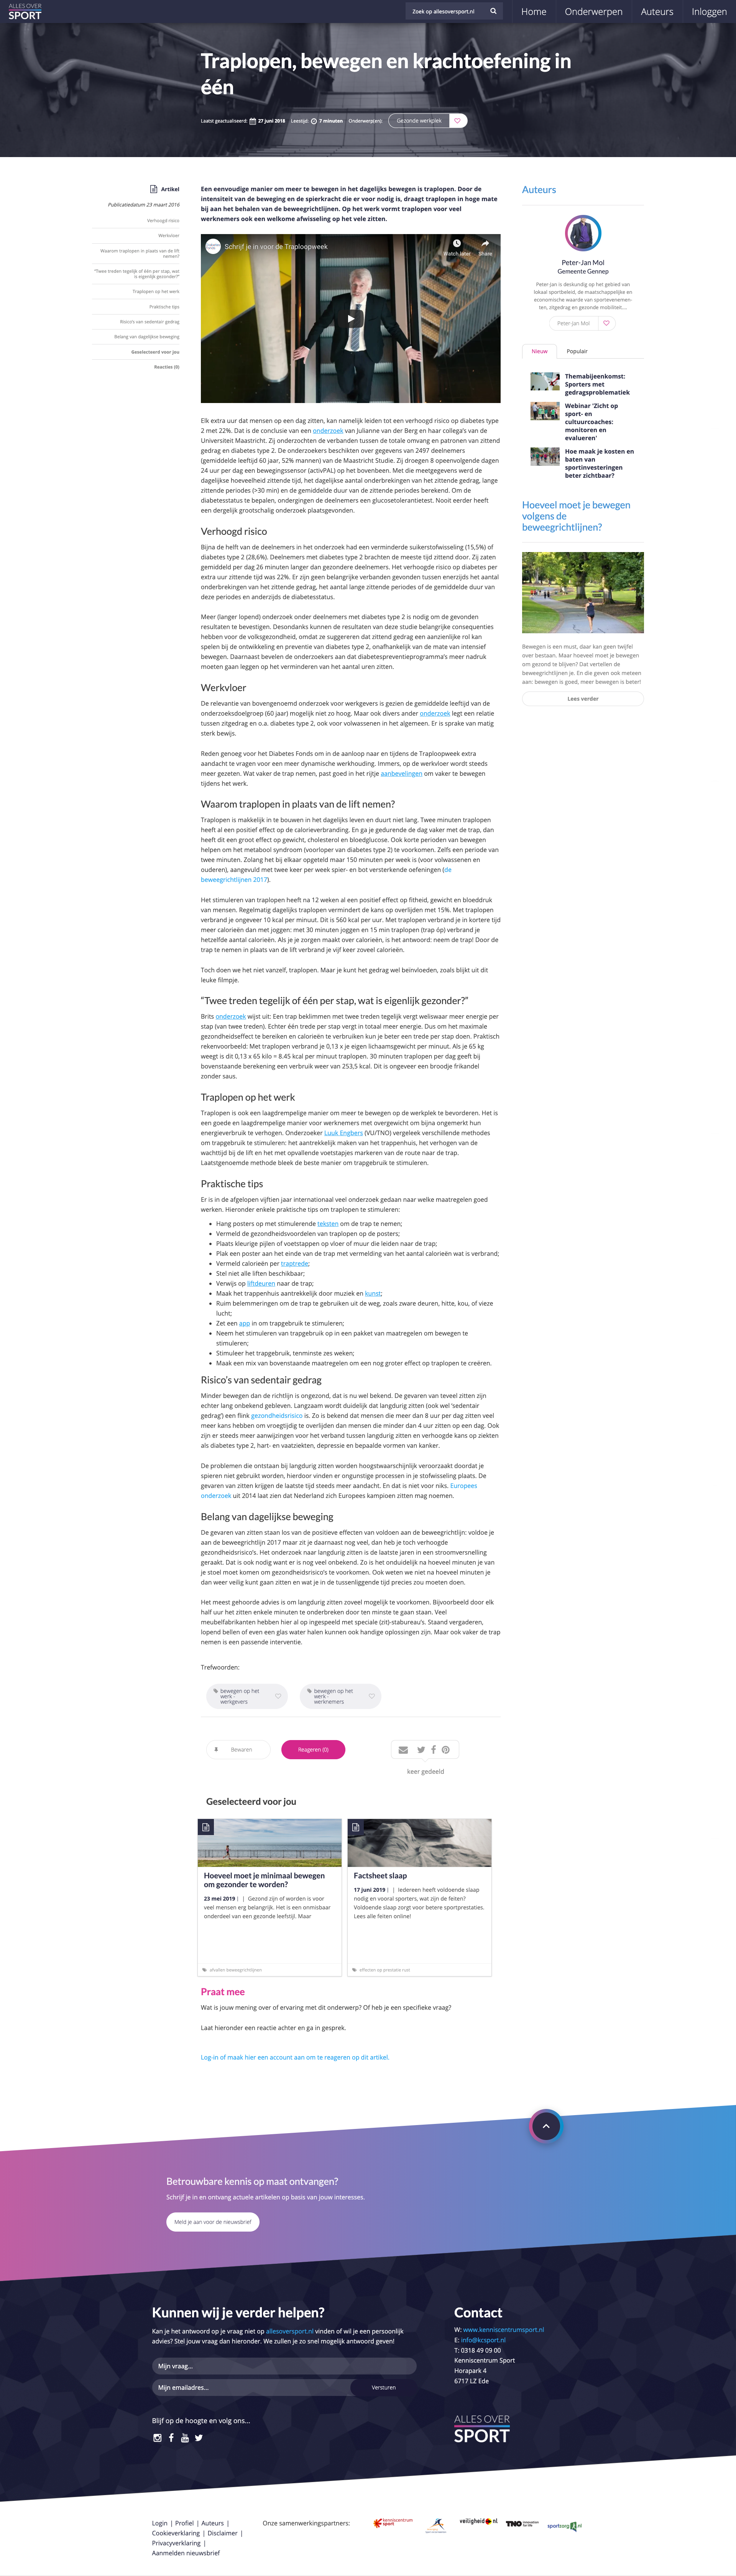 ALLES OVER
SPORT
Zoek op allesoversport.nl
Home
Onderwerpen
Auteurs
Inloggen
Traplopen, bewegen en krachtoefening in
één
Laatst geactualiseerd: 27 juni 2018 Leestijd: 7 minuten Onderwerp(en): Gezonde werkplek
Artikel
Publicatiedatum 23 maart 2016
Verhoogd risico
Werkvloer
Waarom traplopen in plaats van de lift
nemen?
"Twee treden tegelijk of één per stap, wat
is eigenlijk gezonder?"
Traplopen op het werk
Praktische tips
Risico's van sedentair gedrag
Belang van dagelijkse beweging
Geselecteerd voor jou
Reacties (0)
Een eenvoudige manier om meer te bewegen in het dagelijks bewegen is traplopen. Door de
intensiteit van de beweging en de spierkracht die er voor nodig is, draagt traplopen in hoge mate
bij aan het behalen van de beweegrichtlijnen. Op het werk vormt traplopen voor veel
werknemers ook een welkome afwisseling op het vele zitten.
Schrijf je in voor de Traploopweek
Watch later
Share
Elk extra uur dat mensen op een dag zitten, kan namelijk leiden tot een verhoogd risico op diabetes type
2 met 22%. Dat is de conclusie van een onderzoek van Julianne van der Berg en haar collega's van de
Universiteit Maastricht. Zij onderzochten de verbanden tussen de totale omvang en patronen van zittend
gedrag en diabetes type 2. De onderzoekers beschikten over gegevens van 2497 deelnemers
(gemiddelde leeftijd 60 jaar, 52% mannen) van de Maastricht Studie. Zij droegen 8 opeenvolgende dagen
24 uur per dag een bewegingssensor (activPAL) op het bovenbeen. Met die meetgegevens werd de
dagelijkse hoeveelheid zittende tijd, het dagelijkse aantal onderbrekingen van het zittende gedrag, lange
zittende periodes (>30 min) en de gemiddelde duur van de zittende periodes berekend. Om de
diabetesstatus te bepalen, ondergingen de deelnemers een glucosetolerantietest. Nooit eerder heeft
een dergelijk grootschalig onderzoek plaatsgevonden.
Verhoogd risico
Bijna de helft van de deelnemers in het onderzoek had een verminderde suikerstofwisseling (15,5%) of
diabetes type 2 (28,6%). Deelnemers met diabetes type 2 brachten de meeste tijd zittend door. Zij zaten
gemiddeld per dag 26 minuten langer dan gezondere deelnemers. Het verhoogde risico op diabetes per
extra uur zittende tijd was 22%. Er zijn geen belangrijke verbanden gevonden tussen enerzijds het aantal
onderbrekingen van het zittende gedrag, het aantal lange onderbroken zittende periodes of de gemiddelde duur van
deze periodes en anderzijds de diabetesstatus.
Meer (langer lopend) onderzoek onder deelnemers met diabetes type 2 is nodig om de gevonden
resultaten te bevestigen. Desondanks kunnen de resultaten van deze studie belangrijke consequenties
hebben voor de volksgezondheid, omdat ze suggereren dat zittend gedrag een aanzienlijke rol kan
spelen bij de ontwikkeling en preventie van diabetes type 2, onafhankelijk van de mate van intensief
bewegen. Daarnaast bevelen de onderzoekers aan dat diabetespreventieprogramma's meer nadruk
moeten gaan leggen op het verminderen van het aantal uren zitten.
Werkvloer
De relevantie van bovengenoemd onderzoek voor werkgevers is gezien de gemiddelde leeftijd van de
onderzoeksdoelgroep (60 jaar) mogelijk niet zo hoog. Maar ook divers ander onderzoek legt een relatie
tussen zitgedrag en o.a. diabetes type 2, ook voor volwassenen in het algemeen. Er is sprake van matig
sterk bewijs.
Reden genoeg voor het Diabetes Fonds om in de aanloop naar en tijdens de Traploopweek extra
aandacht te vragen voor een meer dynamische werkhouding. Immers, op de werkvloer wordt steeds
meer gezeten. Wat vaker de trap nemen, past goed in het rijtje aanbevelingen om vaker te bewegen
tijdens het werk.
Waarom traplopen in plaats van de lift nemen?
Traplopen is makkelijk in te bouwen in het dagelijks leven en duurt niet lang. Twee minuten traplopen
heeft al een positief effect op de calorieverbranding. En ga je gedurende de dag vaker de trap op, dan
heeft dit een groot effect op gewicht, cholesterol en bloedglucose. Ook korte perioden van bewegen
helpen om het metabool syndroom (voorloper van diabetes type 2) te voorkomen. Zelfs een periode van
twee minuten. Zolang het bij elkaar opgeteld maar 150 minuten per week is (voor volwassenen en
ouderen), aangevuld met twee keer per week spier- en bot versterkende oefeningen (de
beweegrichtlijnen 2017).
Het stimuleren van traplopen heeft na 12 weken al een positief effect op fitheid, gewicht en bloeddruk
van mensen. Regelmatig dagelijks traplopen vermindert de kans op overlijden met 15%. Met traplopen
verbrand je ongeveer 10 kcal per minuut. Dit is 560 kcal per uur. Met traplopen verbrand je in kortere tijd
meer calorieën dan met joggen: met 30 minuten joggen en 15 min traplopen (trap óp) verbrand je
hetzelfde aantal calorieën. Als je je zorgen maakt over calorieën, is het antwoord: neem de trap! Door de
trap te nemen in plaats van de lift verbrand je vijf keer zoveel calorieën.
Toch doen we het niet vanzelf, traplopen. Maar je kunt het gedrag wel beïnvloeden, zoals blijkt uit dit
leuke filmpje.
"Twee treden tegelijk of één per stap, wat is eigenlijk gezonder?"
Brits onderzoek wijst uit: Een trap beklimmen met twee treden tegelijk vergt weliswaar meer energie per
stap (van twee treden). Echter één trede per stap vergt in totaal meer energie. Dus om het maximale
gezondheidseffect te bereiken en calorieën te verbruiken kun je dit beter een trede per stap doen. Praktisch
rekenvoorbeeld: Met traplopen verbrand je 0,13 x je eigen lichaamsgewicht per minuut. Als je 65 kg
weegt is dit 0,13 x 65 kilo = 8.45 kcal per minuut traplopen. 30 minuten traplopen per dag geeft bij
bovenstaande berekening een verbruik weer van 253,5 kcal. Dit is ongeveer een broodje frikandel
zonder saus.
Traplopen op het werk
Traplopen is ook een laagdrempelige manier om meer te bewegen op de werkplek te bevorderen. Het is
een goede en laagdrempelige manier voor werknemers met overgewicht om bijna ongemerkt hun
energieverbruik te verhogen. Onderzoeker Luuk Engbers (VU/TNO) vergeleek verschillende methodes
om trapgebruik te stimuleren: het aantrekkelijk maken van het trappenhuis, het verhogen van de
wachttijd bij de lift en het met opvallende voetstapjes markeren van de route naar de trap.
Laatstgenoemde methode bleek de beste manier om trapgebruik te stimuleren.
Praktische tips
Er is in de afgelopen vijftien jaar internationaal veel onderzoek gedaan naar welke maatregelen goed
werken. Hieronder enkele praktische tips om traplopen te stimuleren:
• Hang posters op met stimulerende teksten om de trap te nemen;
• Vermeld de gezondheidsvoordelen van traplopen op de posters;
• Plaats kleurige pijlen of voetstappen op vloer of muur die leiden naar de trap;
• Plak een poster aan het einde van de trap met vermelding van het aantal calorieën wat is verbrand;
• Vermeld calorieën per traptrede;
• Stel niet alle liften beschikbaar;
• Verwijs op liftdeuren naar de trap;
• Maak het trappenhuis aantrekkelijk door muziek en kunst;
• Ruim belemmeringen om de trap te gebruiken uit de weg, zoals zware deuren, hitte, kou, of vieze
lucht;
• Zet een app in om trapgebruik te stimuleren;
• Neem het stimuleren van trapgebruik op in een pakket van maatregelen om bewegen te
stimuleren;
• Stimuleer het trapgebruik, tenminste zes weken;
• Maak een mix van bovenstaande maatregelen om een nog groter effect op traplopen te creëren.
Risico's van sedentair gedrag
Minder bewegen dan de richtlijn is ongezond, dat is nu wel bekend. De gevaren van teveel zitten zijn
echter lang onbekend gebleven. Langzaam wordt duidelijk dat langdurig zitten (ook wel 'sedentair
gedrag') een flink gezondheidsrisico is. Zo is bekend dat mensen die meer dan 8 uur per dag zitten veel
meer kans hebben om vroegtijdig te overlijden dan mensen die minder dan 4 uur zitten op een dag. Ook
zijn er steeds meer aanwijzingen voor het verband tussen langdurig zitten en verhoogde kans op ziekten
als diabetes type 2, hart- en vaatziekten, depressie en bepaalde vormen van kanker.
De problemen die ontstaan bij langdurig zitten worden hoogstwaarschijnlijk veroorzaakt doordat je
spieren niet gebruikt worden, hierdoor vinden er ongunstige processen in je stofwisseling plaats. De
gevaren van zitten krijgen de laatste tijd steeds meer aandacht. En dat is niet voor niks. Europees
onderzoek uit 2014 laat zien dat Nederland zich Europees kampioen zitten mag noemen.
Belang van dagelijkse beweging
De gevaren van zitten staan los van de positieve effecten van voldoen aan de beweegrichtlijn: voldoe je aan
de beweegrichtlijn 2017 maar zit je daarnaast nog veel, dan heb je toch verhoogde
gezondheidsrisico's. Het onderzoek naar langdurig zitten is de laatste jaren in een stroomversnelling
geraakt. Dat is ook nodig want er is nog veel onbekend. Zo is het onduidelijk na hoeveel minuten je van
je stoel moet komen om gezondheidsrisico's te voorkomen. Ook weten we niet na hoeveel minuten je
dan weer veilig kunt gaan zitten en wat je in de tussenliggende tijd precies zou moeten doen.
Het meest gehoorde advies is om langdurig zitten zoveel mogelijk te voorkomen. Bijvoorbeeld door elk
half uur het zitten enkele minuten te onderbreken door ten minste te gaan staan. Veel
meubelfabrikanten hebben hier al op ingespeeld met speciale (zit)-stabureau's. Staand vergaderen,
lopend bellen of even een glas water halen kunnen ook handige oplossingen zijn. Maar ook vaker de trap
nemen is een passende interventie.
Trefwoorden:
bewegen op het
werk -
werkgevers
bewegen op het
werk -
werknemers
Bewaren
Reageren (0)
keer gedeeld
Geselecteerd voor jou
Hoeveel moet je minimaal bewegen
om gezonder te worden?
23 mei 2019 | | Gezond zijn of worden is voor
veel mensen erg belangrijk. Het is een onmisbaar
onderdeel van een gezonde leefstijl. Maar
afvallen beweegrichtlijnen
Factsheet slaap
17 juni 2019 | | Iedereen heeft voldoende slaap
nodig en vooral sporters, wat zijn de feiten?
Voldoende slaap zorgt voor betere sportprestaties.
Lees alle feiten online!
effecten op prestatie rust
Praat mee
Wat is jouw mening over of ervaring met dit onderwerp? Of heb je een specifieke vraag?
Laat hieronder een reactie achter en ga in gesprek.
Log-in of maak hier een account aan om te reageren op dit artikel.
Auteurs
Peter-Jan Mol
Gemeente Gennep
Peter-Jan is deskundig op het gebied van
lokaal sportbeleid, de maatschappelijke en
economische waarde van sportevenemen-
ten, zitgedrag en gezonde mobiliteit....
Peter-Jan Mol
Nieuw
Populair
Themabijeenkomst:
Sporters met
gedragsproblematiek
Webinar 'Zicht op
sport- en
cultuurcoaches:
monitoren en
evalueren'
Hoe maak je kosten en
baten van
sportinvesteringen
beter zichtbaar?
Hoeveel moet je bewegen
volgens de
beweegrichtlijnen?
Bewegen is een must, daar kan geen twijfel
over bestaan. Maar hoeveel moet je bewegen
om gezond te blijven? Dat vertellen de
beweegrichtlijnen je. En die geven ook meteen
aan: bewegen is goed, meer bewegen is beter!
Lees verder
Betrouwbare kennis op maat ontvangen?
Schrijf je in en ontvang actuele artikelen op basis van jouw interesses.
Meld je aan voor de nieuwsbrief
Kunnen wij je verder helpen?
Kan je het antwoord op je vraag niet op allesoversport.nl vinden of wil je een persoonlijk
advies? Stel jouw vraag dan hieronder. We zullen je zo snel mogelijk antwoord geven!
Mijn vraag...
Mijn emailadres...
Versturen
Blijf op de hoogte en volg ons...
Contact
W: www.kenniscentrumsport.nl
E: info@kcsport.nl
T: 0318 49 09 00
Kenniscentrum Sport
Horapark 4
6717 LZ Ede
ALLES OVER
SPORT
Login | Profiel | Auteurs |
Cookieverklaring | Disclaimer |
Privacyverklaring |
Aanmelden nieuwsbrief
Onze samenwerkingspartners:
kenniscentrum
sport
veiligheid nl
TNO innovation
for life
sportzorg nl